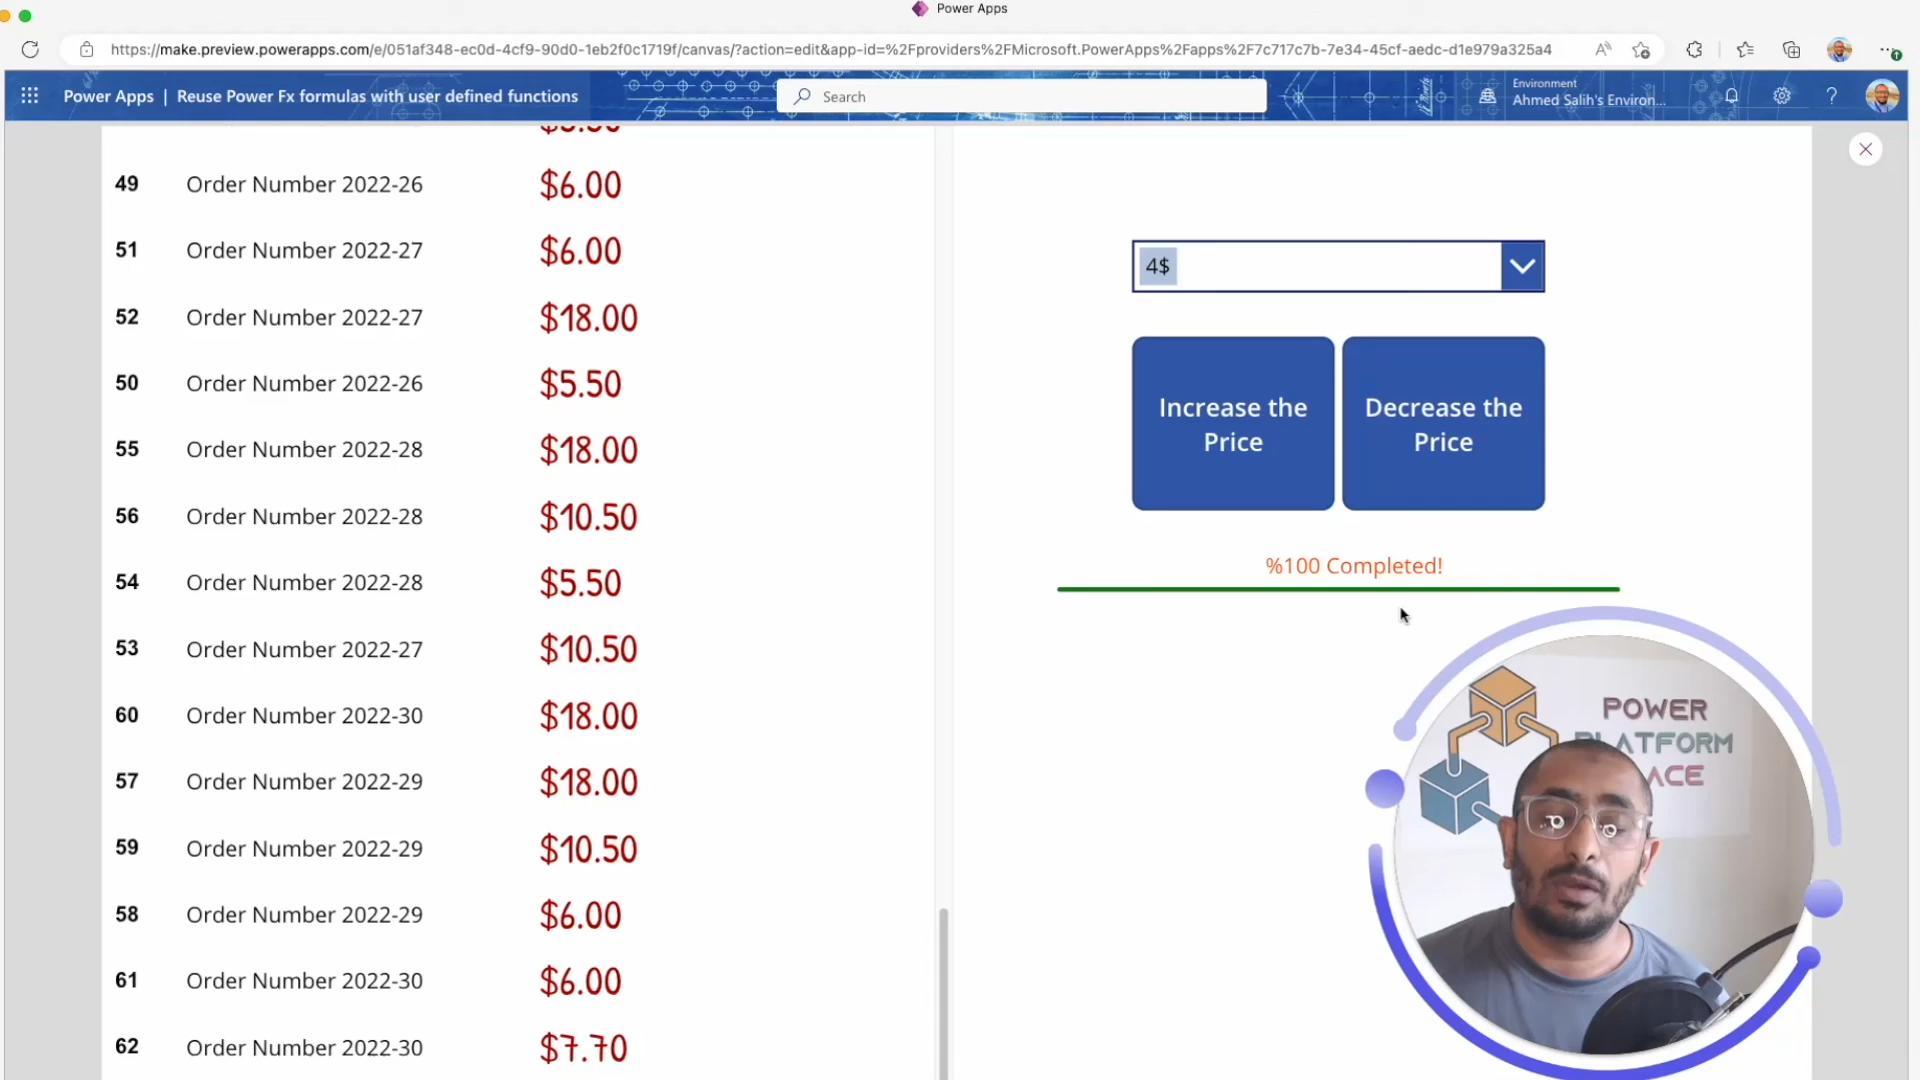 Power Apps
https://make.preview.powerapps.com/e/051af348-ec0d-4cf9-90d0-1eb2f0c1719f/canvas/?action=edit&app-id=%2Fproviders%2FMicrosoft.PowerApps%2Fapps%2F7c717c7b-7e34-45cf-aedc-d1e979a325a4
Power Apps | Reuse Power Fx formulas with user defined functions
Search
Environment
Ahmed Salih's Environ...
49 Order Number 2022-26 $6.00
51 Order Number 2022-27 $6.00
52 Order Number 2022-27 $18.00
50 Order Number 2022-26 $5.50
55 Order Number 2022-28 $18.00
56 Order Number 2022-28 $10.50
54 Order Number 2022-28 $5.50
53 Order Number 2022-27 $10.50
60 Order Number 2022-30 $18.00
57 Order Number 2022-29 $18.00
59 Order Number 2022-29 $10.50
58 Order Number 2022-29 $6.00
61 Order Number 2022-30 $6.00
62 Order Number 2022-30 $7.70
4$
Increase the
Price
Decrease the
Price
%100 Completed!
POWER
PLATFORM